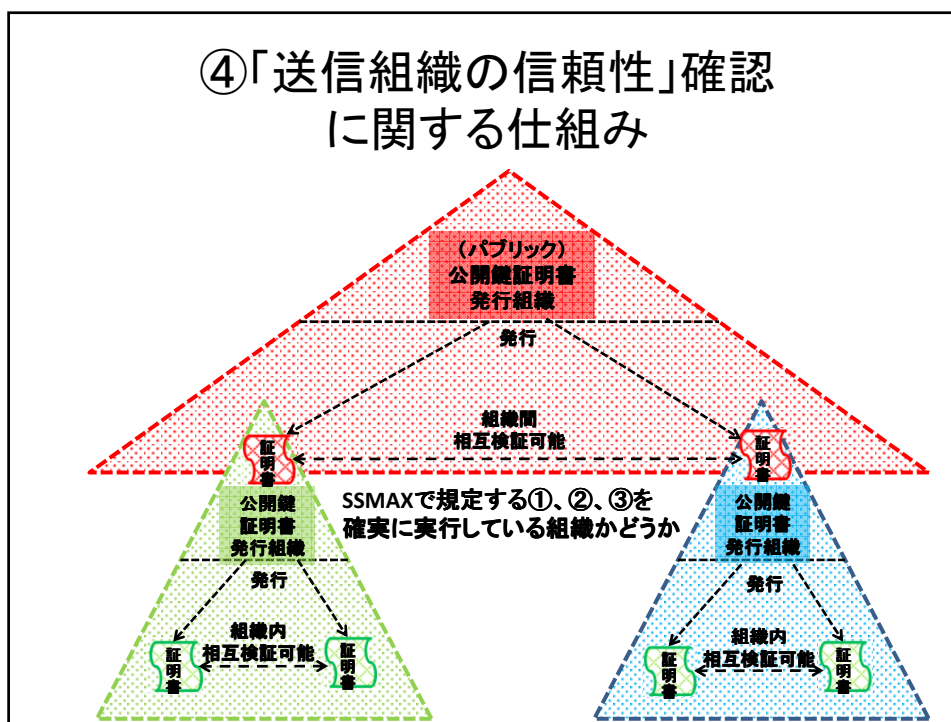 ④「送信組織の信頼性」確認
に関する仕組み
(パブリック)
公開鍵証明書
発行組織
発行
組織間
相互検証可能
証明書
証明書
SSMAXで規定する①、②、③を
確実に実行している組織かどうか
公開鍵
証明書
発行組織
発行
組織内
相互検証可能
証明書
証明書
公開鍵
証明書
発行組織
発行
組織内
相互検証可能
証明書
証明書